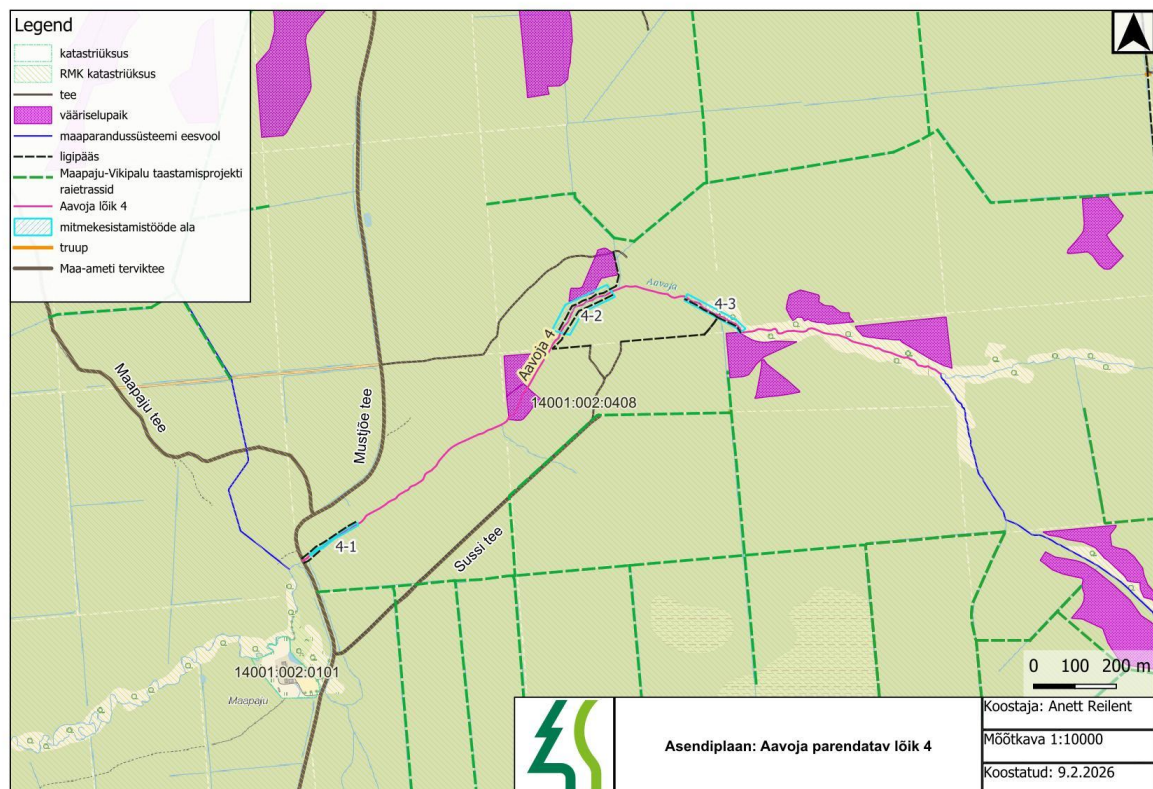 Legend
katastriüksus
RMK katastriüksus
tee
vääriselupaik
maaparandussüsteemi eesvool
ligipääs
Maapaju-Vikipalu taastamisprojekti
raietrassid
Aavoja lõik 4
mitmekesistamistööde ala
truup
Maa-ameti terviktee
Aavoja
4-3
4-2
Aavoja 4
14001:002:0408
Maapaju tee
Mustjõe tee
Sussi tee
4-1
14001:002:0101
Maapaju
0 100 200 m
Asendiplaan: Aavoja parendatav lõik 4
Koostaja: Anett Reilent
Mõõtkava 1:10000
Koostatud: 9.2.2026